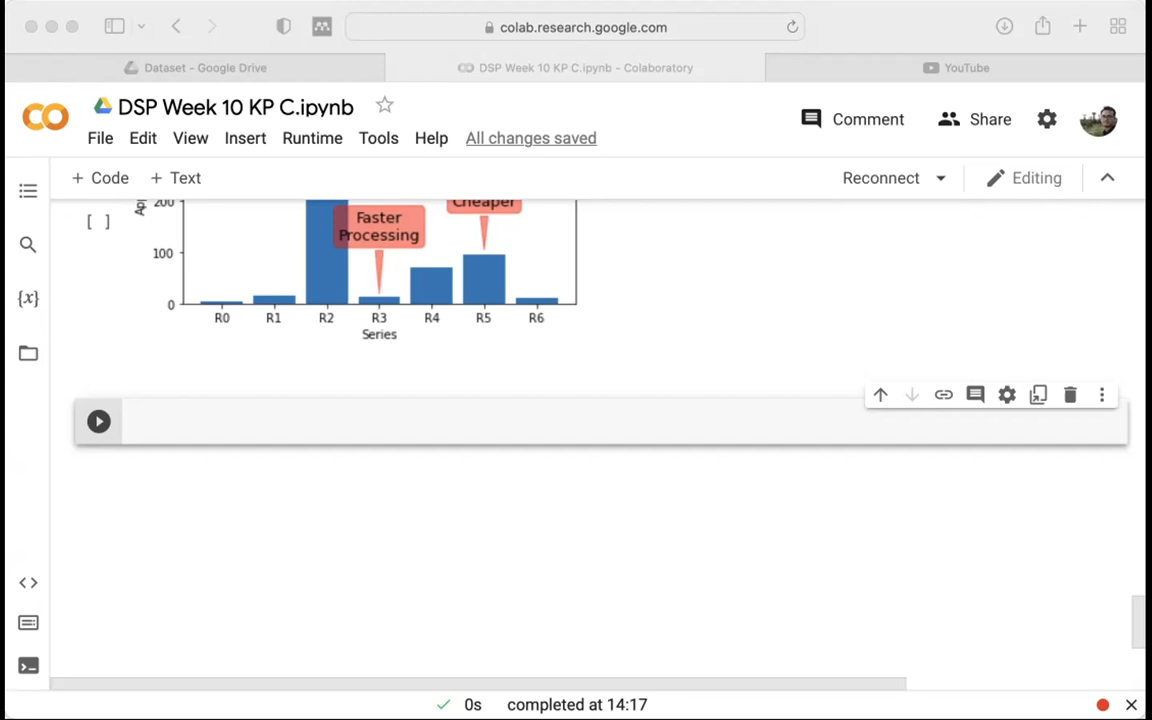 colab.research.google.com
Dataset - Google Drive
DSP Week 10 KP C.ipynb - Colaboratory
YouTube
DSP Week 10 KP C.ipynb
Comment
Share
File Edit View Insert Runtime Tools Help All changes saved
+ Code + Text
Reconnect
Editing
[ ]
200
Cheaper
Faster
Processing
100
0
R0 R1 R2 R3 R4 R5 R6
Series
{x}
0s completed at 14:17